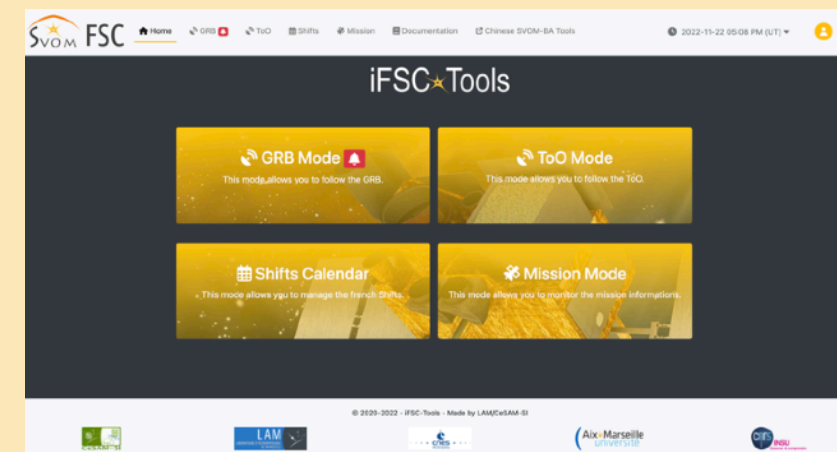 SVOM FSC Home GRB ToO Shifts Mission Documentation Chinese SVOM-BA Tools 2022-11-22 05:08 PM (UT)
iFSC Tools
GRB Mode
This mode allows you to follow the GRB.
ToO Mode
This mode allows you to follow the ToO.
Shifts Calendar
This mode allows you to manage the french Shifts.
Mission Mode
This mode allows you to monitor the mission informations.
© 2020-2022 - iFSC-Tools - Made by LAM/CeSAM-SI
CeSAM-SI
LAM
cnes
Aix*Marseille
université
cnrs
INSU